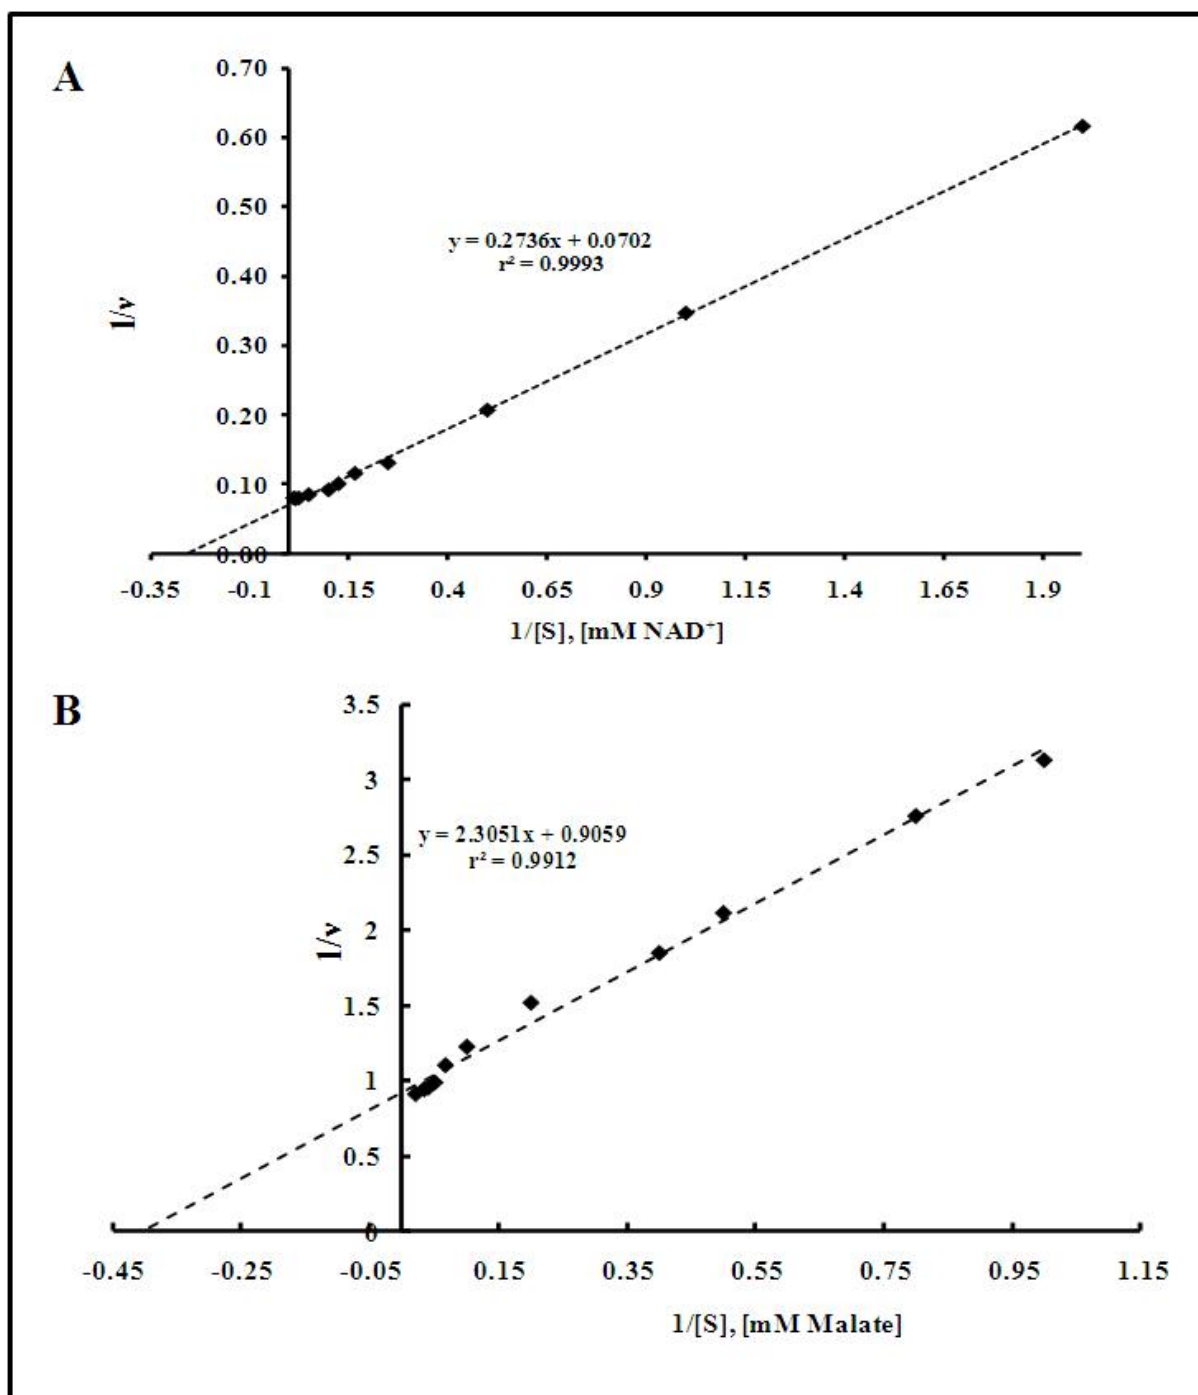 A
0.70
0.60
0.50
0.40
0.30
0.20
0.10
0.00
1/v
y = 0.2736x + 0.0702
r² = 0.9993
-0.35 -0.1 0.15 0.4 0.65 0.9 1.15 1.4 1.65 1.9
1/[S], [mM NAD⁺]
B
3.5
3
2.5
2
1.5
1
0.5
0
1/v
y = 2.3051x + 0.9059
r² = 0.9912
-0.45 -0.25 -0.05 0.15 0.35 0.55 0.75 0.95 1.15
1/[S], [mM Malate]